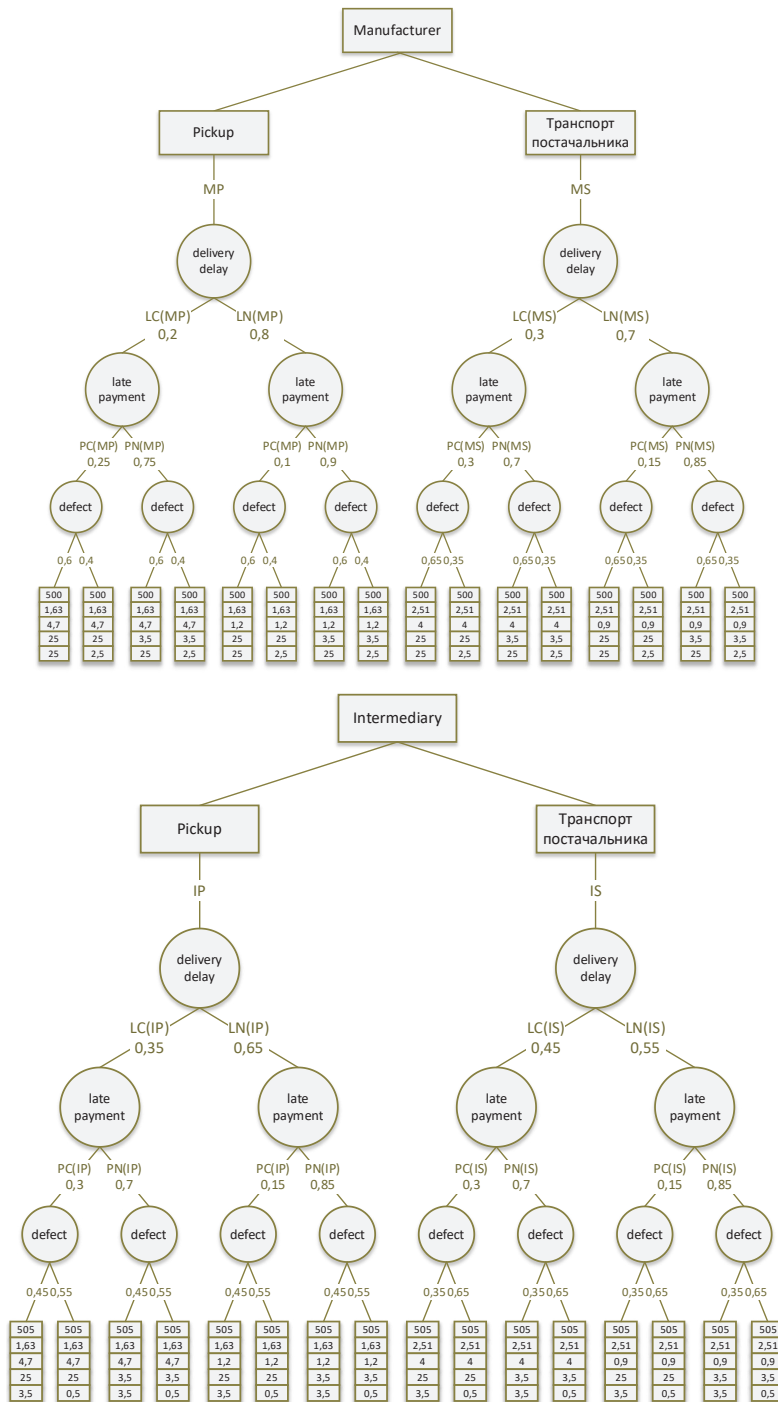 Manufacturer
Pickup
Транспорт
постачальника
MP
MS
delivery
delay
delivery
delay
LC(MP)
0,2
LN(MP)
0,8
LC(MS)
0,3
LN(MS)
0,7
late
payment
late
payment
late
payment
late
payment
PC(MP)
0,25
PN(MP)
0,75
PC(MP)
0,1
PN(MP)
0,9
PC(MS)
0,3
PN(MS)
0,7
PC(MS)
0,15
PN(MS)
0,85
defect defect defect defect defect defect defect defect
0,6 0,4 0,6 0,4 0,6 0,4 0,6 0,4 0,65 0,35 0,65 0,35 0,65 0,35 0,65 0,35
500 500 500 500 500 500 500 500 500 500 500 500 500 500 500 500
1,63 1,63 1,63 1,63 1,63 1,63 1,63 1,63 2,51 2,51 2,51 2,51 2,51 2,51 2,51 2,51
4,7 4,7 4,7 4,7 1,2 1,2 1,2 1,2 4 4 4 4 0,9 0,9 0,9 0,9
25 25 3,5 3,5 25 25 3,5 3,5 25 25 3,5 3,5 25 25 3,5 3,5
25 2,5 25 2,5 25 2,5 25 2,5 25 2,5 25 2,5 25 2,5 25 2,5
Intermediary
Pickup
Транспорт
постачальника
IP
IS
delivery
delay
delivery
delay
LC(IP)
0,35
LN(IP)
0,65
LC(IS)
0,45
LN(IS)
0,55
late
payment
late
payment
late
payment
late
payment
PC(IP)
0,3
PN(IP)
0,7
PC(IP)
0,15
PN(IP)
0,85
PC(IS)
0,3
PN(IS)
0,7
PC(IS)
0,15
PN(IS)
0,85
defect defect defect defect defect defect defect defect
0,45 0,55 0,45 0,55 0,45 0,55 0,45 0,55 0,35 0,65 0,35 0,65 0,35 0,65 0,35 0,65
505 505 505 505 505 505 505 505 505 505 505 505 505 505 505 505
1,63 1,63 1,63 1,63 1,63 1,63 1,63 1,63 2,51 2,51 2,51 2,51 2,51 2,51 2,51 2,51
4,7 4,7 4,7 4,7 1,2 1,2 1,2 1,2 4 4 4 4 0,9 0,9 0,9 0,9
25 25 3,5 3,5 25 25 3,5 3,5 25 25 3,5 3,5 25 25 3,5 3,5
3,5 0,5 3,5 0,5 3,5 0,5 3,5 0,5 3,5 0,5 3,5 0,5 3,5 0,5 3,5 0,5